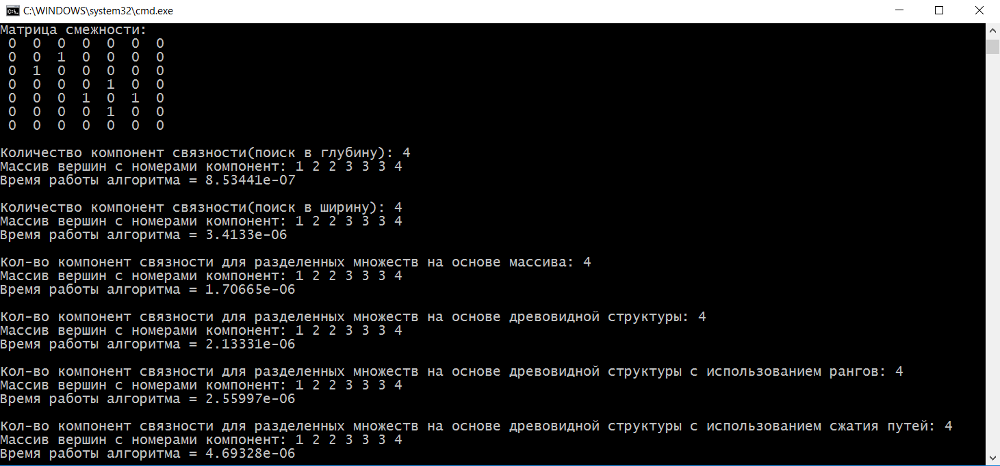 C:\WINDOWS\system32\cmd.exe
Матрица смежности:
0 0 0 0 0 0 0
0 0 1 0 0 0 0
0 1 0 0 0 0 0
0 0 0 0 1 0 0
0 0 0 1 0 1 0
0 0 0 0 1 0 0
0 0 0 0 0 0 0
Количество компонент связности(поиск в глубину): 4
Массив вершин с номерами компонент: 1 2 2 3 3 3 4
Время работы алгоритма = 8.53441e-07
Количество компонент связности(поиск в ширину): 4
Массив вершин с номерами компонент: 1 2 2 3 3 3 4
Время работы алгоритма = 3.4133e-06
Кол-во компонент связности для разделенных множеств на основе массива: 4
Массив вершин с номерами компонент: 1 2 2 3 3 3 4
Время работы алгоритма = 1.70665e-06
Кол-во компонент связности для разделенных множеств на основе древовидной структуры: 4
Массив вершин с номерами компонент: 1 2 2 3 3 3 4
Время работы алгоритма = 2.13331e-06
Кол-во компонент связности для разделенных множеств на основе древовидной структуры с использованием рангов: 4
Массив вершин с номерами компонент: 1 2 2 3 3 3 4
Время работы алгоритма = 2.55997e-06
Кол-во компонент связности для разделенных множеств на основе древовидной структуры с использованием сжатия путей: 4
Массив вершин с номерами компонент: 1 2 2 3 3 3 4
Время работы алгоритма = 4.69328e-06